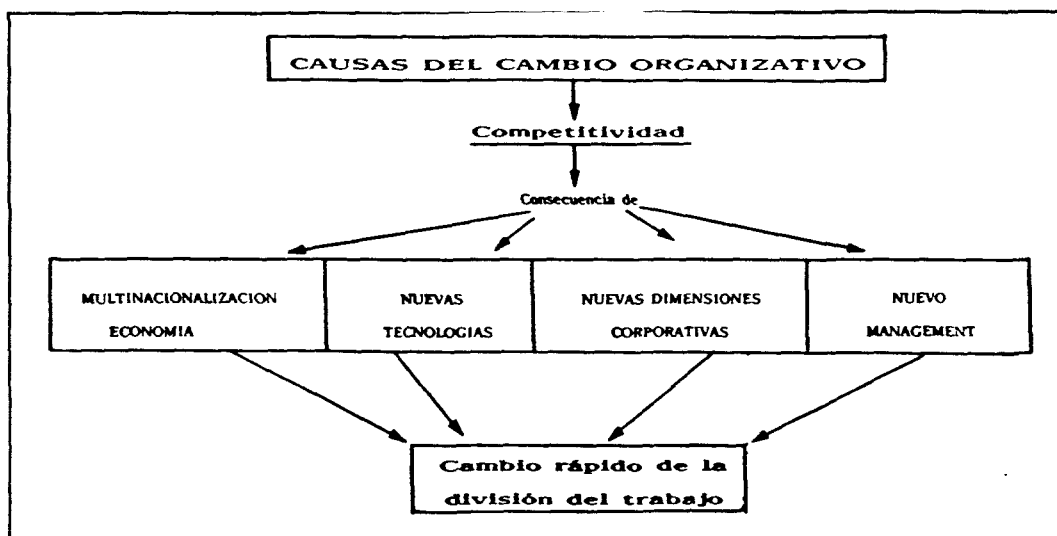 CAUSAS DEL CAMBIO ORGANIZATIVO
Competitividad
Consecuencia de
MULTINACIONALIZACION
ECONOMIA
NUEVAS
TECNOLOGIAS
NUEVAS DIMENSIONES
CORPORATIVAS
NUEVO
MANAGEMENT
Cambio rápido de la
división del trabajo